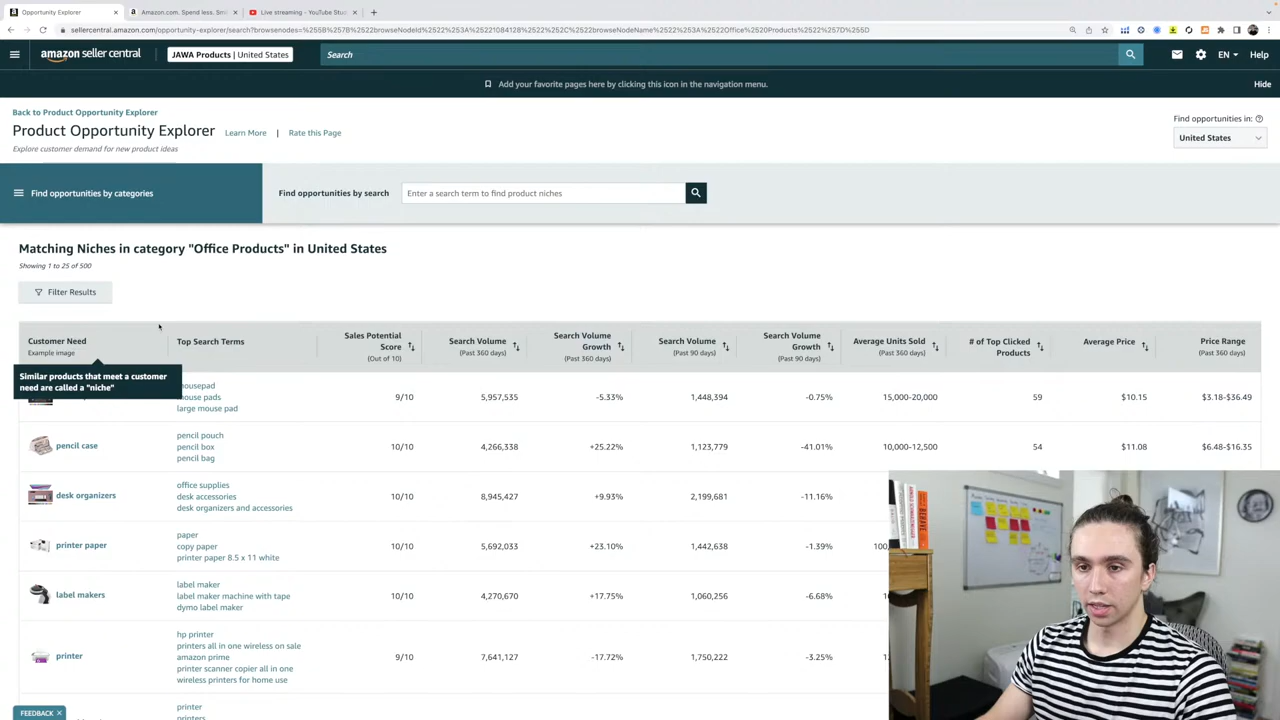 Opportunity Explorer
Amazon.com. Spend less. Smi
Live streaming - YouTube Stud
sellercentral.amazon.com/opportunity-explorer/search?browsenodes=%255B%257B%2522browseNodeId%2522%253A%25221084128%2522%252C%2522browseNodeName%2522%253A%2522Office%2520Products%2522%257D%255D
amazon seller central
JAWA Products | United States
Search
EN
Help
Add your favorite pages here by clicking this icon in the navigation menu.
Hide
Back to Product Opportunity Explorer
Product Opportunity Explorer
Learn More | Rate this Page
Explore customer demand for new product ideas
Find opportunities in:
United States
Find opportunities by categories
Find opportunities by search
Enter a search term to find product niches
Matching Niches in category "Office Products" in United States
Showing 1 to 25 of 500
Filter Results
Customer Need
Example image
Top Search Terms
Sales Potential Score (Out of 10)
Search Volume (Past 360 days)
Search Volume Growth (Past 360 days)
Search Volume (Past 90 days)
Search Volume Growth (Past 90 days)
Average Units Sold (Past 360 days)
# of Top Clicked Products
Average Price
Price Range (Past 360 days)
Similar products that meet a customer
need are called a "niche"
mousepad
mouse pads
large mouse pad
9/10 5,957,535 -5.33% 1,448,394 -0.75% 15,000-20,000 59 $10.15 $3.18-$36.49
pencil case
pencil pouch
pencil box
pencil bag
10/10 4,266,338 +25.22% 1,123,779 -41.01% 10,000-12,500 54 $11.08 $6.48-$16.35
desk organizers
office supplies
desk accessories
desk organizers and accessories
10/10 8,945,427 +9.93% 2,199,681 -11.16%
printer paper
paper
copy paper
printer paper 8.5 x 11 white
10/10 5,692,033 +23.10% 1,442,638 -1.39% 100,
label makers
label maker
label maker machine with tape
dymo label maker
10/10 4,270,670 +17.75% 1,060,256 -6.68%
printer
hp printer
printers all in one wireless on sale
amazon prime
printer scanner copier all in one
wireless printers for home use
9/10 7,641,127 -17.72% 1,750,222 -3.25%
printer
printers
FEEDBACK